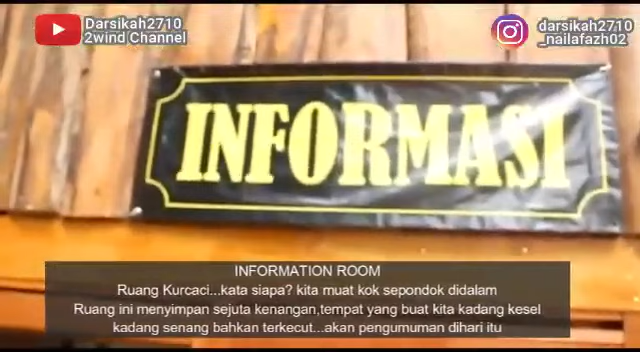 Darsikah2710
2wind Channel
darsikah2710
_nailafazh02
INFORMASI
INFORMATION ROOM
Ruang Kurcaci...kata siapa? kita muat kok sepondok didalam
Ruang ini menyimpan sejuta kenangan,tempat yang buat kita kadang kesel
kadang senang bahkan terkecut...akan pengumuman dihari itu